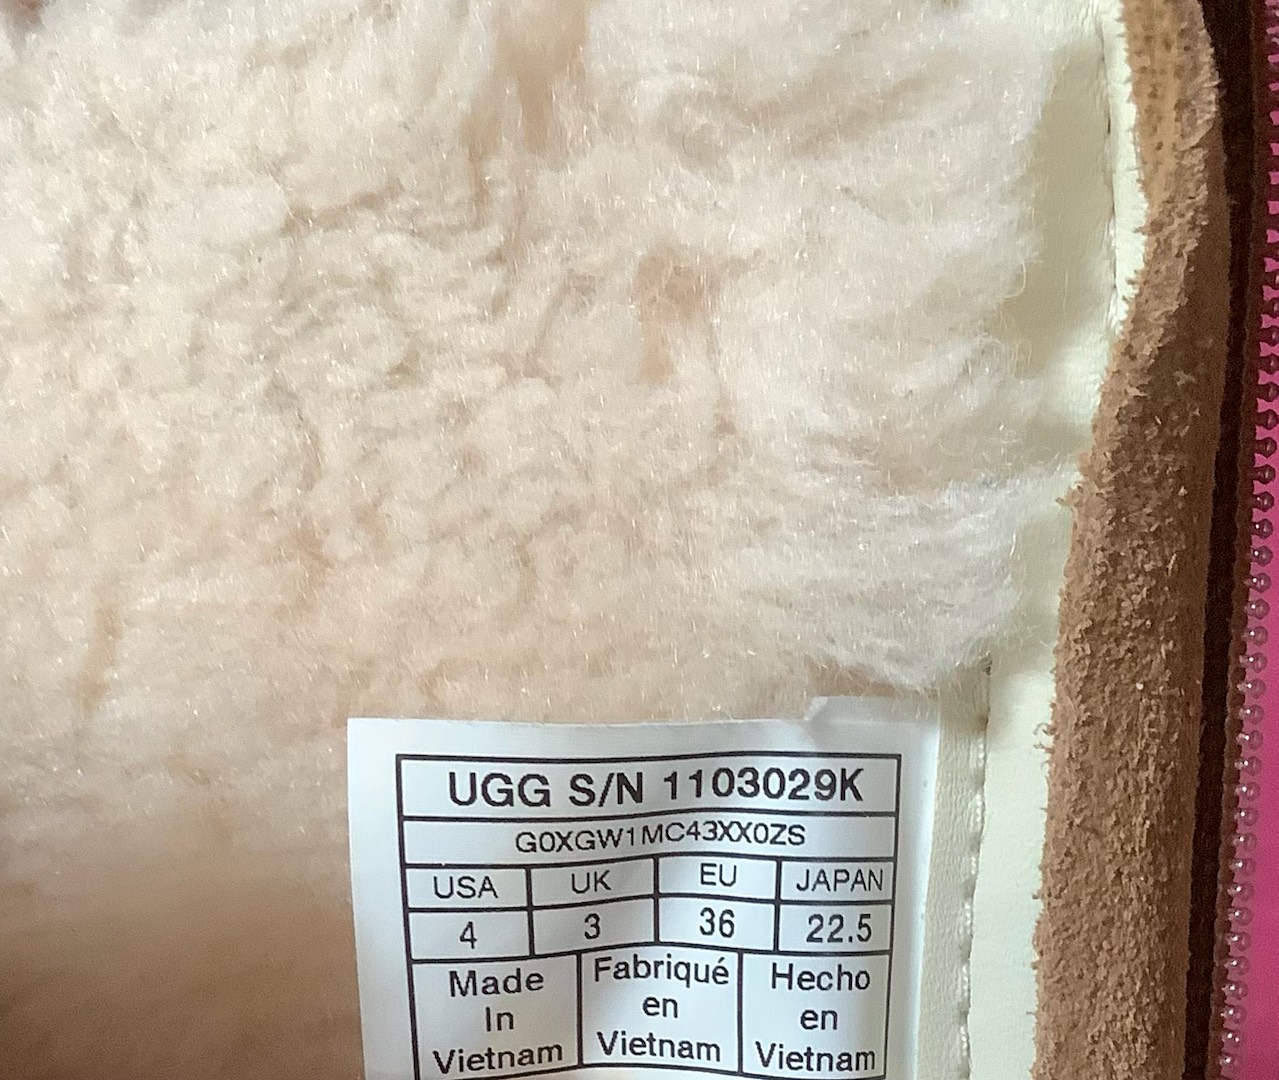 UGG S/N 1103029K
G0XGW1MC43XX0ZS
USA UK EU JAPAN
4 3 36 22.5
Made In Vietnam
Fabriqué en Vietnam
Hecho en Vietnam